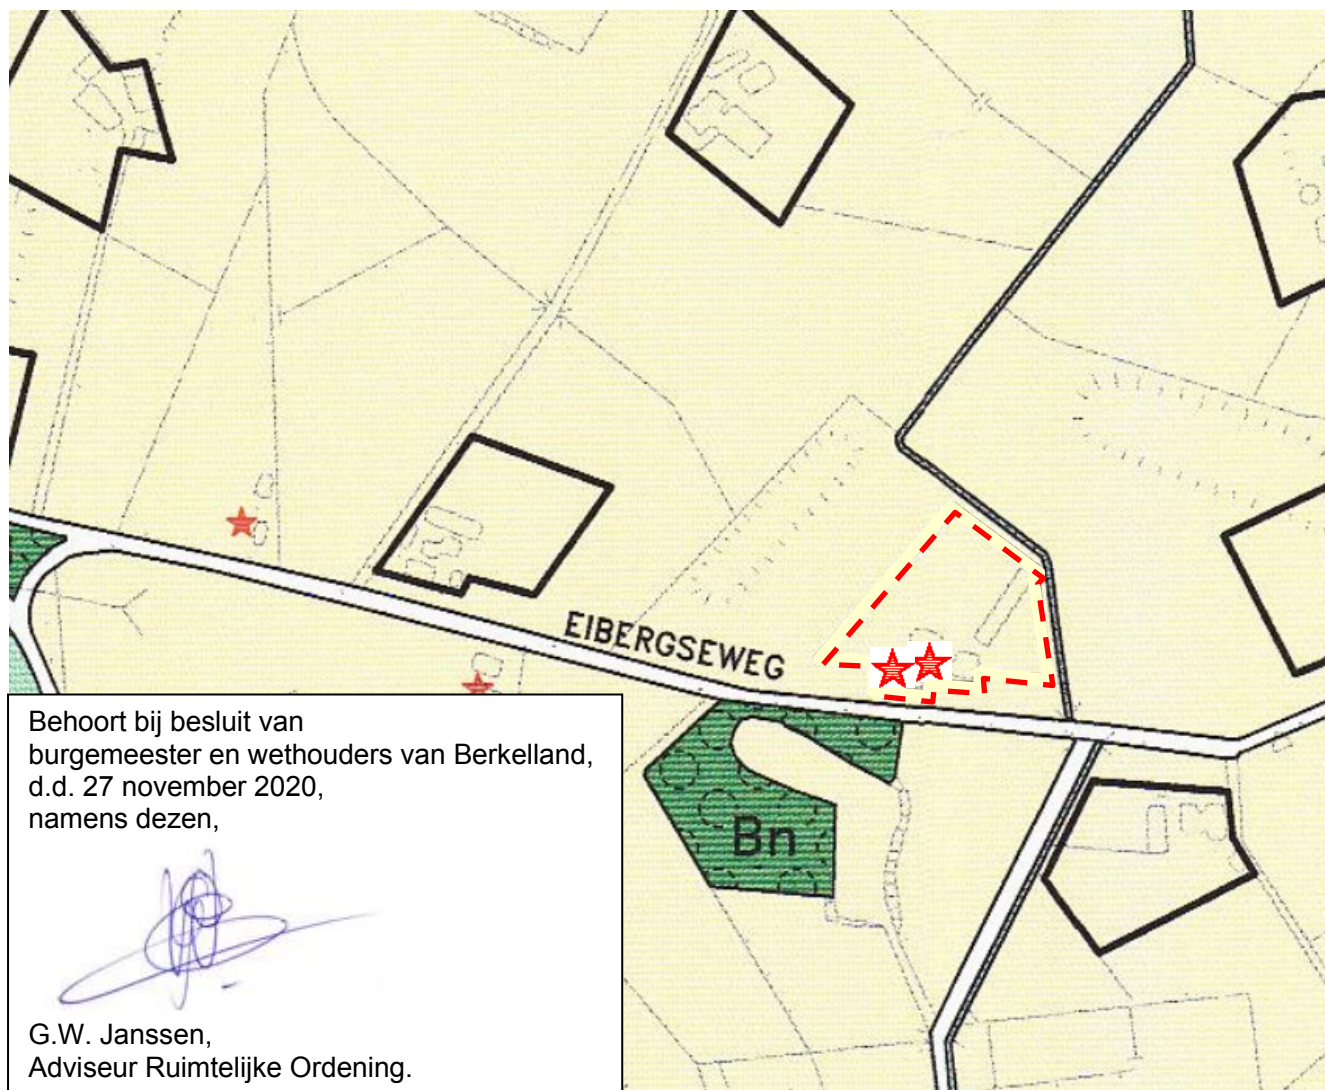 EIBERGSEWEG
Bn
Behoort bij besluit van
burgemeester en wethouders van Berkelland,
d.d. 27 november 2020,
namens dezen,
G.W. Janssen,
Adviseur Ruimtelijke Ordening.